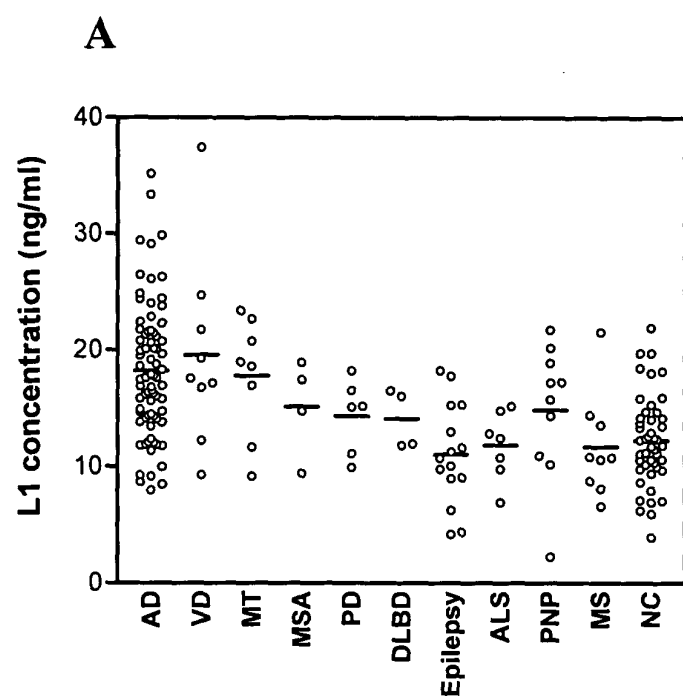 A
L1 concentration (ng/ml)
40
30
20
10
0
AD
VD
MT
MSA
PD
DLBD
Epilepsy
ALS
PNP
MS
NC